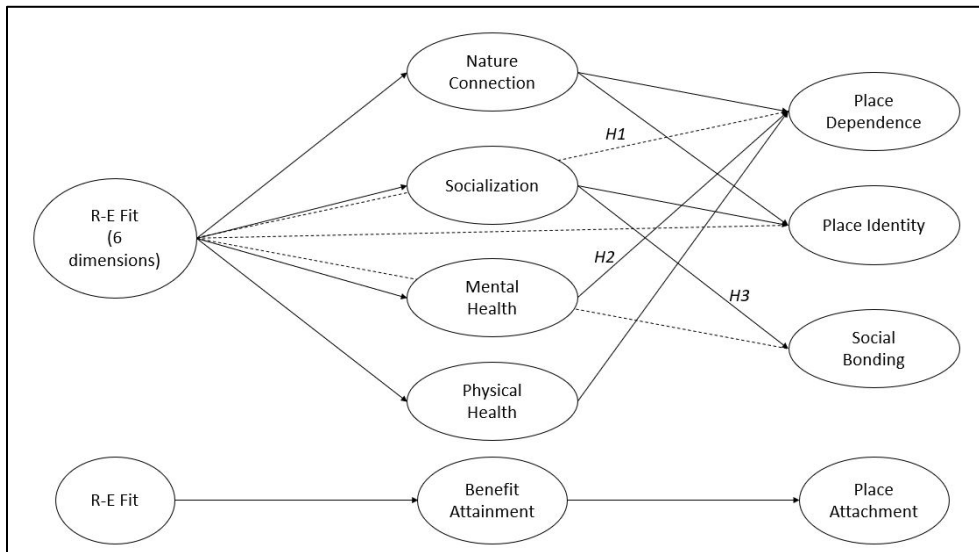 Nature
Connection
Place
Dependence
H1
Socialization
R-E Fit
(6
dimensions)
Place Identity
H2
Mental
Health
H3
Social
Bonding
Physical
Health
R-E Fit
Benefit
Attainment
Place
Attachment